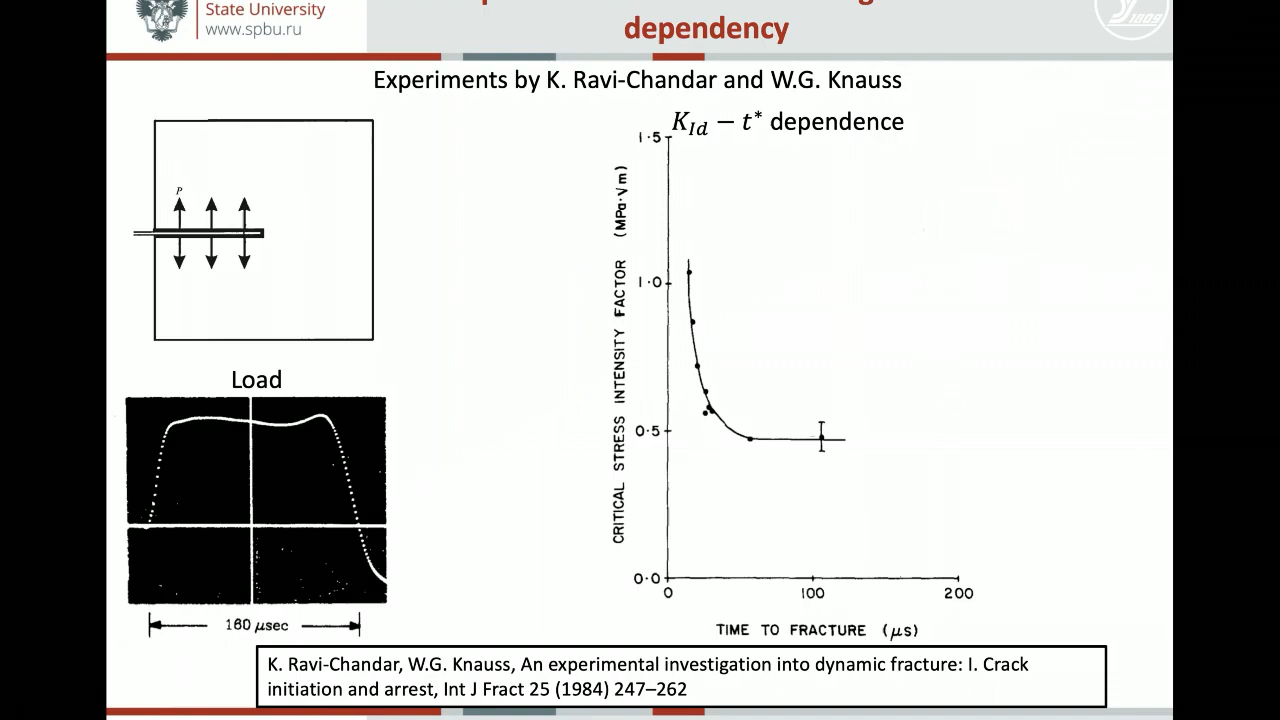 State University
www.spbu.ru
1809
dependency
Experiments by K. Ravi-Chandar and W.G. Knauss
K_{Id} − t* dependence
P
Load
160 μsec
CRITICAL STRESS INTENSITY FACTOR (MPa·√m)
1·5
1·0
0·5
0·0
0
100
200
TIME TO FRACTURE (μs)
K. Ravi-Chandar, W.G. Knauss, An experimental investigation into dynamic fracture: I. Crack
initiation and arrest, Int J Fract 25 (1984) 247–262